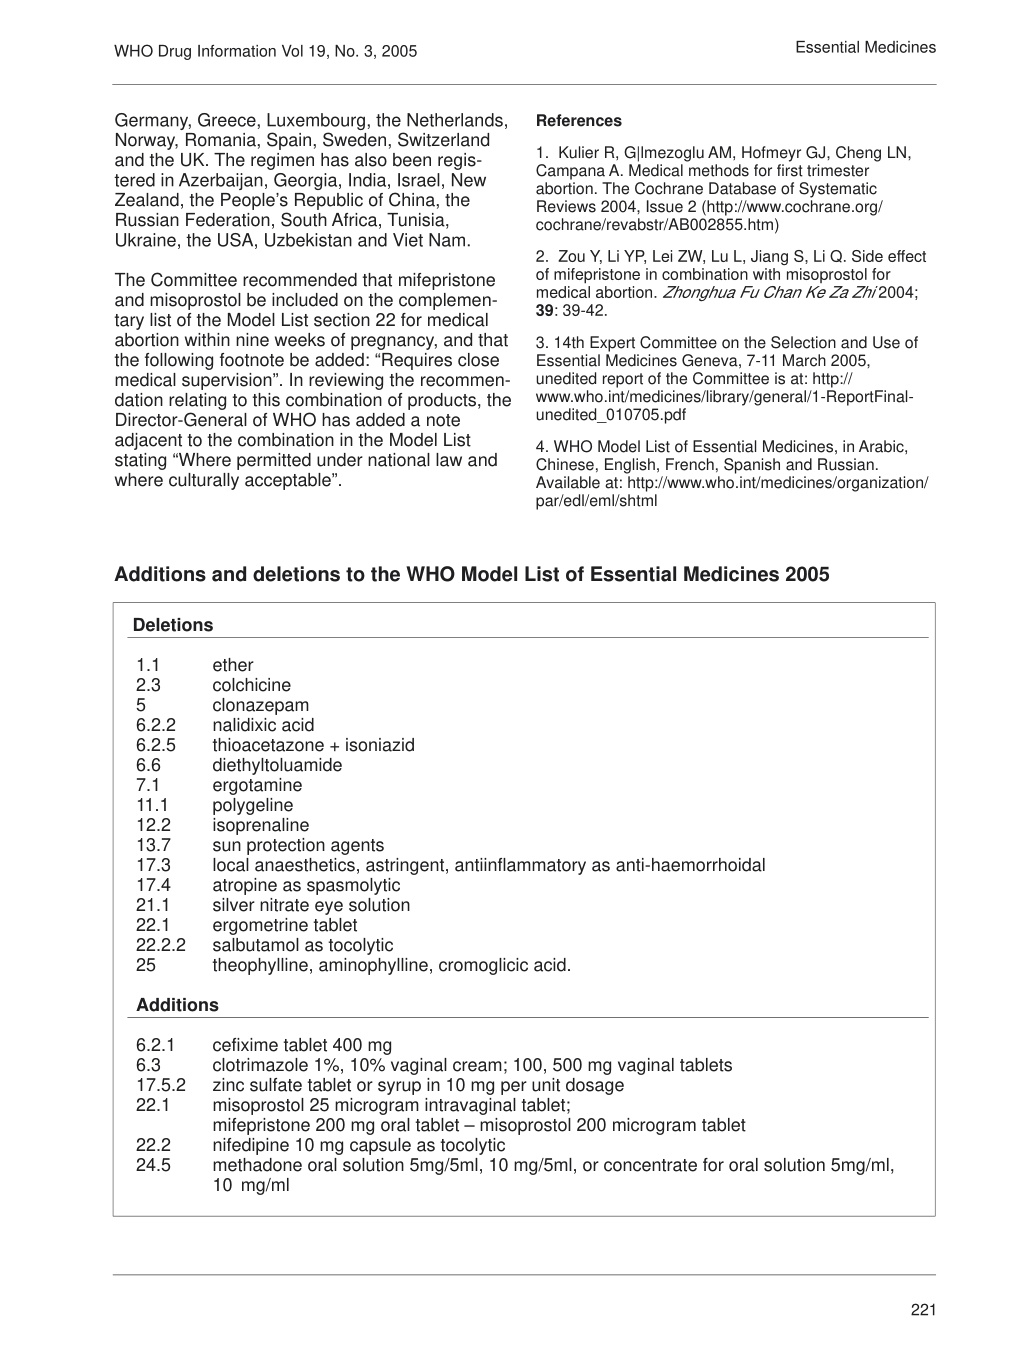 WHO Drug Information Vol 19, No. 3, 2005
Essential Medicines
Germany, Greece, Luxembourg, the Netherlands,
Norway, Romania, Spain, Sweden, Switzerland
and the UK. The regimen has also been regis-
tered in Azerbaijan, Georgia, India, Israel, New
Zealand, the People's Republic of China, the
Russian Federation, South Africa, Tunisia,
Ukraine, the USA, Uzbekistan and Viet Nam.
The Committee recommended that mifepristone
and misoprostol be included on the complemen-
tary list of the Model List section 22 for medical
abortion within nine weeks of pregnancy, and that
the following footnote be added: “Requires close
medical supervision”. In reviewing the recommen-
dation relating to this combination of products, the
Director-General of WHO has added a note
adjacent to the combination in the Model List
stating “Where permitted under national law and
where culturally acceptable”.
References
1. Kulier R, G|lmezoglu AM, Hofmeyr GJ, Cheng LN,
Campana A. Medical methods for first trimester
abortion. The Cochrane Database of Systematic
Reviews 2004, Issue 2 (http://www.cochrane.org/
cochrane/revabstr/AB002855.htm)
2. Zou Y, Li YP, Lei ZW, Lu L, Jiang S, Li Q. Side effect
of mifepristone in combination with misoprostol for
medical abortion. Zhonghua Fu Chan Ke Za Zhi 2004;
39: 39-42.
3. 14th Expert Committee on the Selection and Use of
Essential Medicines Geneva, 7-11 March 2005,
unedited report of the Committee is at: http://
www.who.int/medicines/library/general/1-ReportFinal-
unedited_010705.pdf
4. WHO Model List of Essential Medicines, in Arabic,
Chinese, English, French, Spanish and Russian.
Available at: http://www.who.int/medicines/organization/
par/edl/eml/shtml
Additions and deletions to the WHO Model List of Essential Medicines 2005
Deletions
1.1 ether
2.3 colchicine
5 clonazepam
6.2.2 nalidixic acid
6.2.5 thioacetazone + isoniazid
6.6 diethyltoluamide
7.1 ergotamine
11.1 polygeline
12.2 isoprenaline
13.7 sun protection agents
17.3 local anaesthetics, astringent, antiinflammatory as anti-haemorrhoidal
17.4 atropine as spasmolytic
21.1 silver nitrate eye solution
22.1 ergometrine tablet
22.2.2 salbutamol as tocolytic
25 theophylline, aminophylline, cromoglicic acid.
Additions
6.2.1 cefixime tablet 400 mg
6.3 clotrimazole 1%, 10% vaginal cream; 100, 500 mg vaginal tablets
17.5.2 zinc sulfate tablet or syrup in 10 mg per unit dosage
22.1 misoprostol 25 microgram intravaginal tablet;
mifepristone 200 mg oral tablet – misoprostol 200 microgram tablet
22.2 nifedipine 10 mg capsule as tocolytic
24.5 methadone oral solution 5mg/5ml, 10 mg/5ml, or concentrate for oral solution 5mg/ml,
10 mg/ml
221